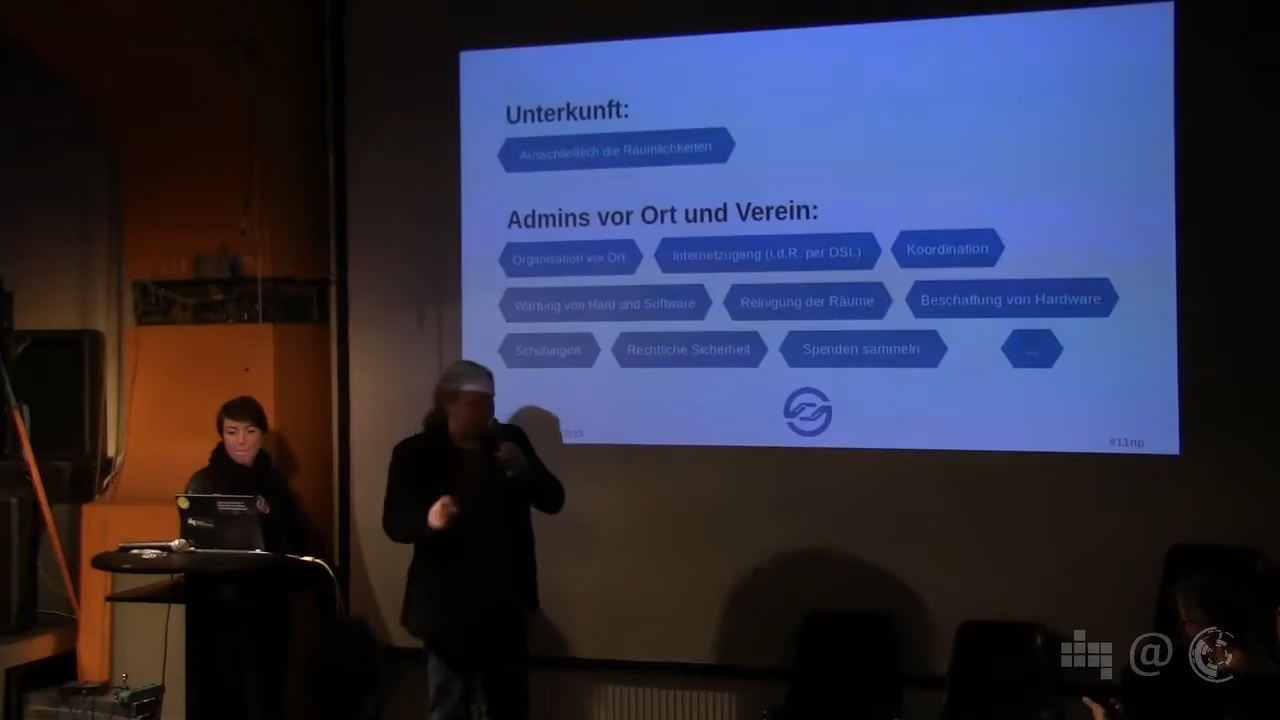 Unterkunft:
Ausschließlich die Räumlichkeiten
Admins vor Ort und Verein:
Organisation vor Ort
Internetzugang (i.d.R. per DSL)
Koordination
Wartung von Hard und Software
Reinigung der Räume
Beschaffung von Hardware
Schulungen
Rechtliche Sicherheit
Spenden sammeln
...
#11np
@